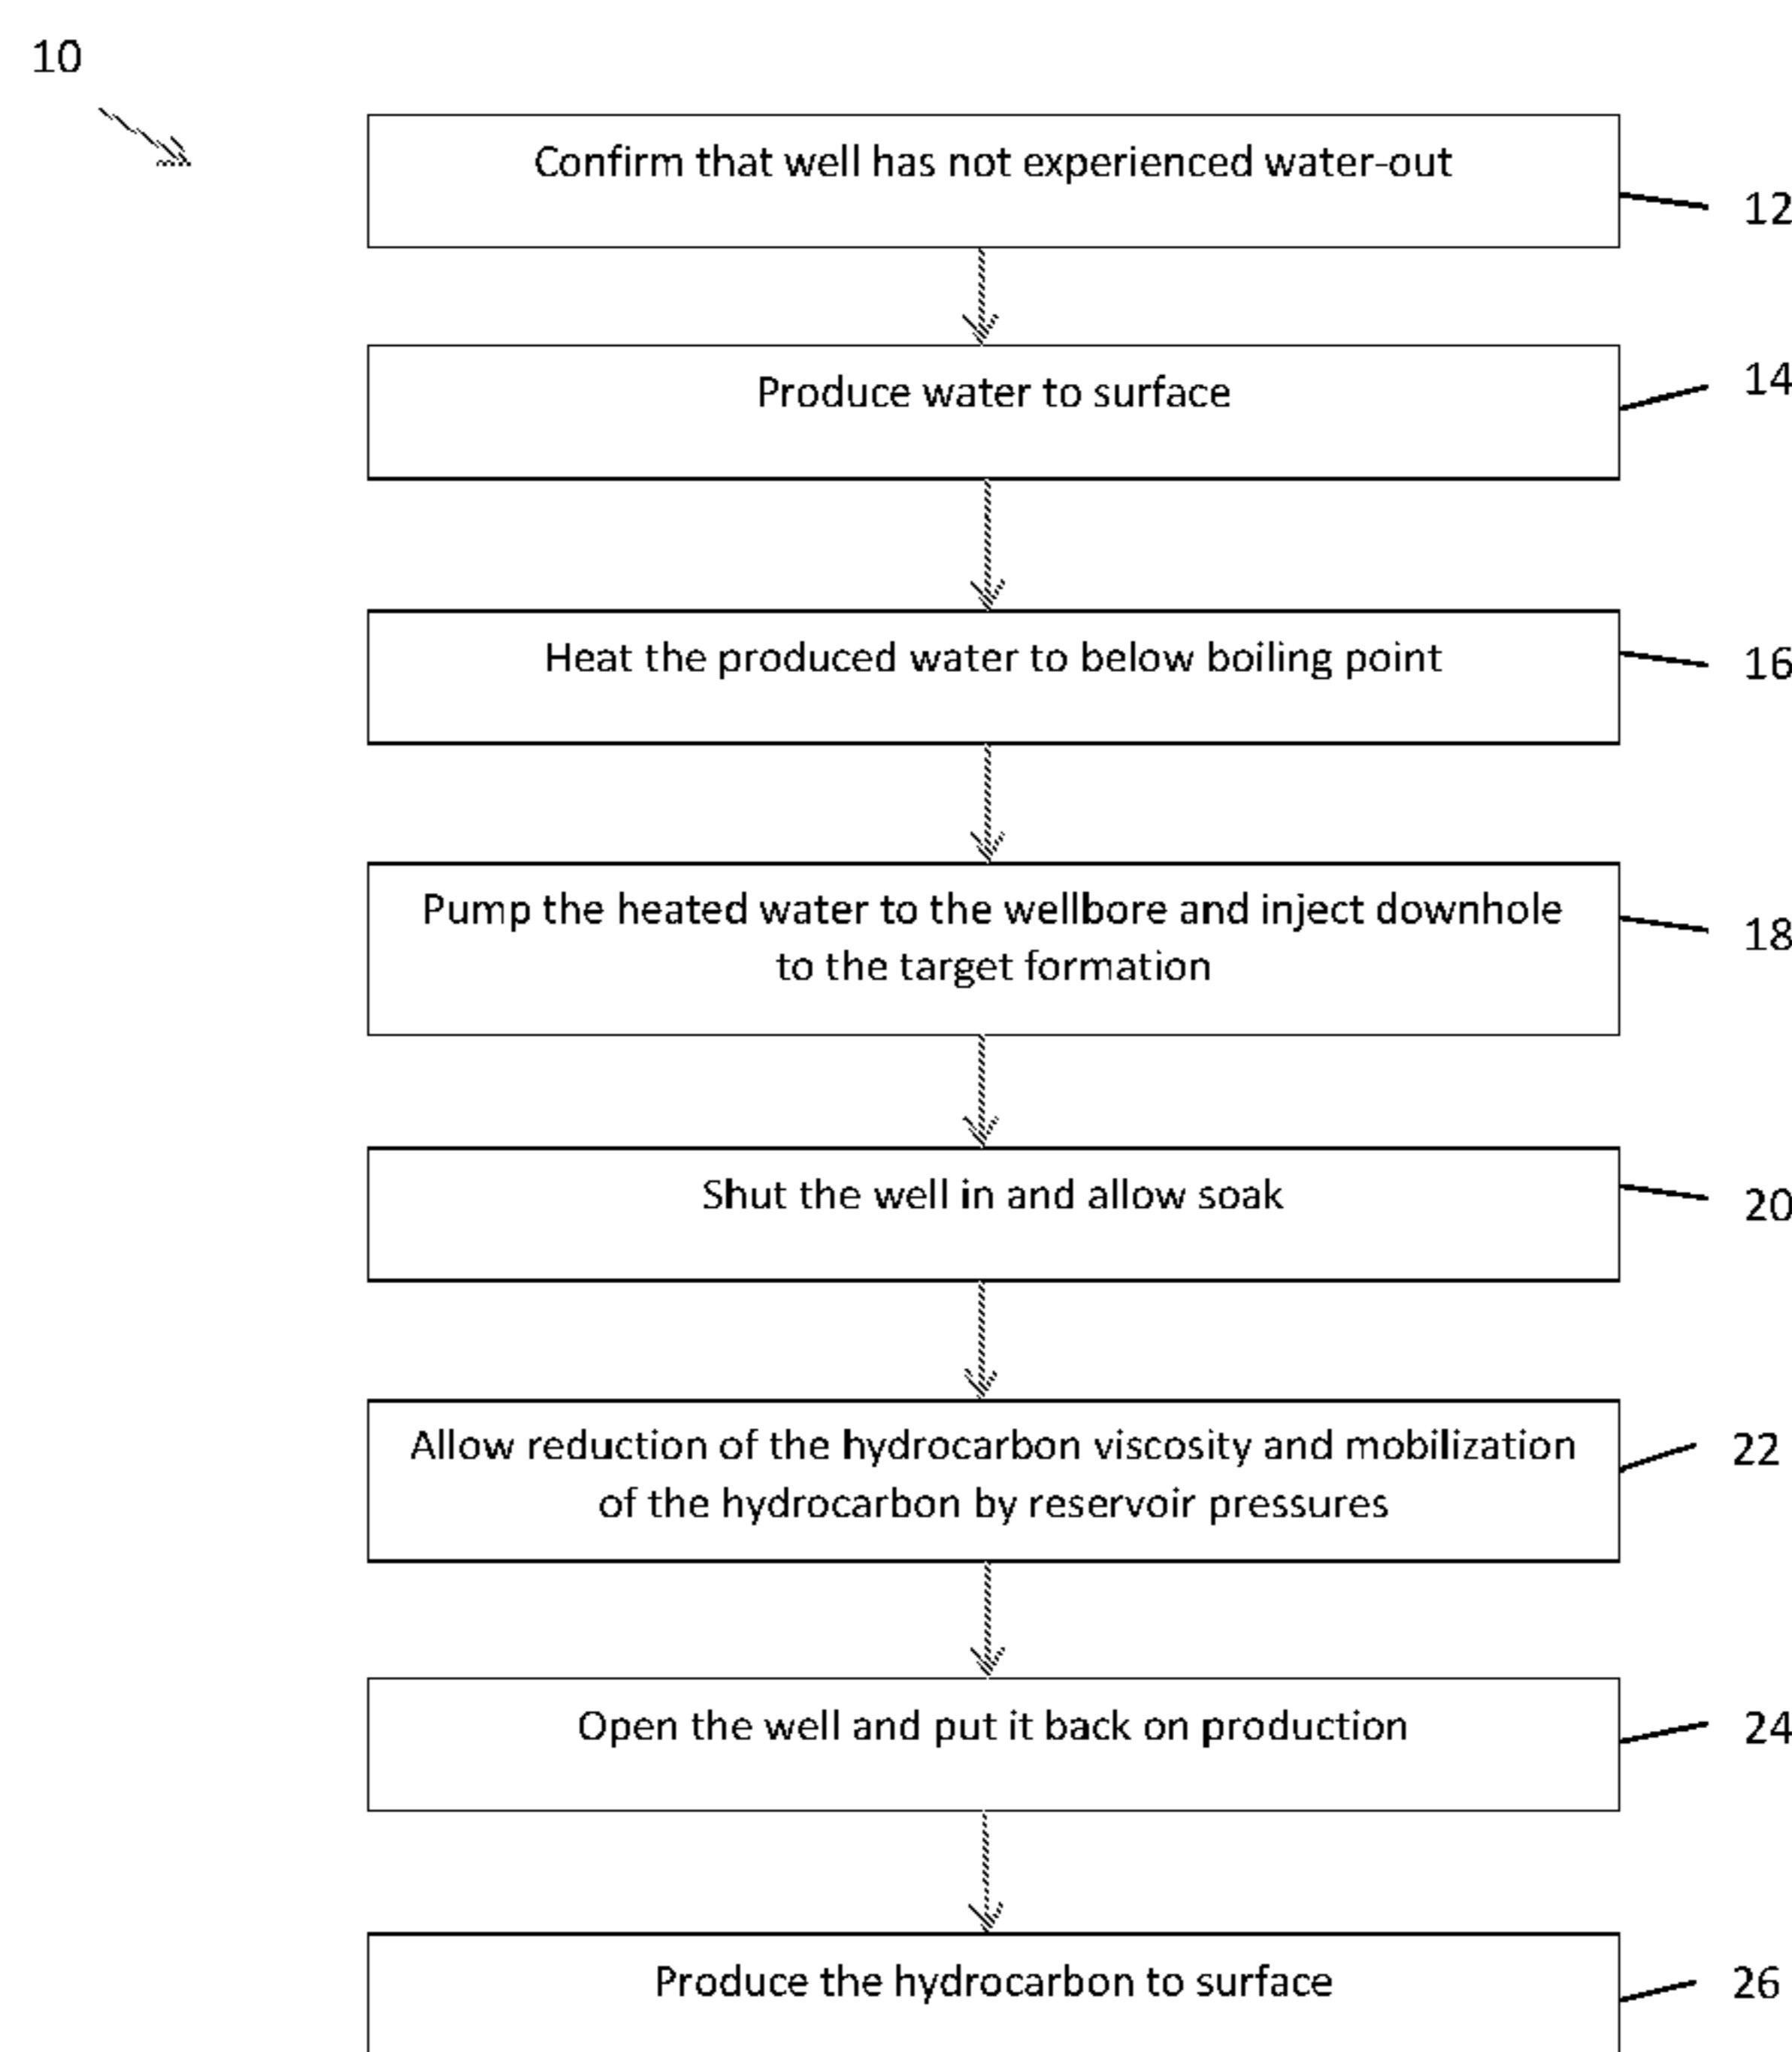 10
Confirm that well has not experienced water-out
12
Produce water to surface
14
Heat the produced water to below boiling point
16
Pump the heated water to the wellbore and inject downhole
to the target formation
18
Shut the well in and allow soak
20
Allow reduction of the hydrocarbon viscosity and mobilization
of the hydrocarbon by reservoir pressures
22
Open the well and put it back on production
24
Produce the hydrocarbon to surface
26